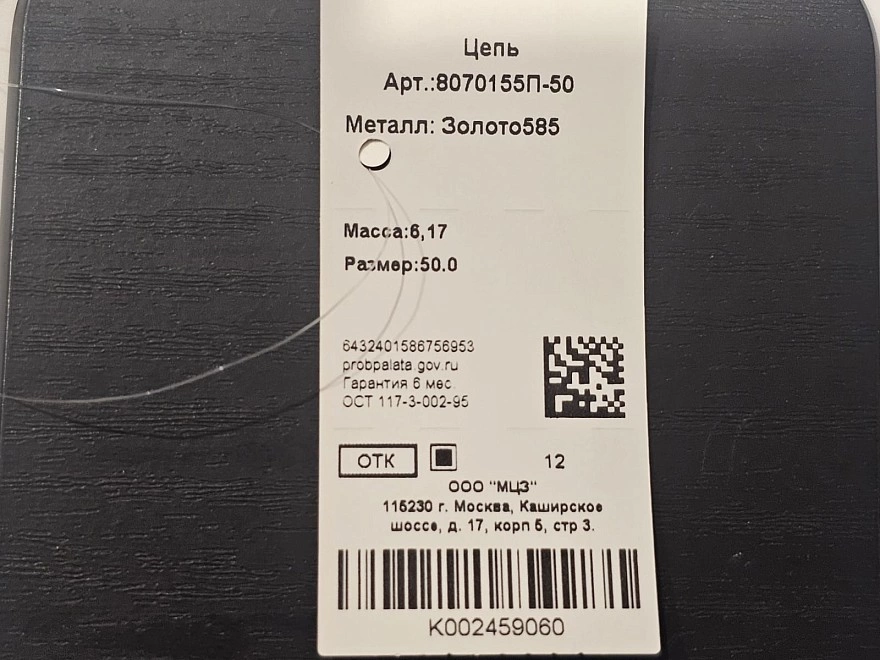 Цепь
Арт.:8070155П-50
Металл: Золото585
Масса:6,17
Размер:50.0
6432401586756953
probpalata.gov.ru
Гарантия 6 мес.
ОСТ 117-3-002-95
ОТК 12
ООО "МЦЗ"
115230 г. Москва, Каширское
шоссе, д. 17, корп 5, стр 3.
K002459060